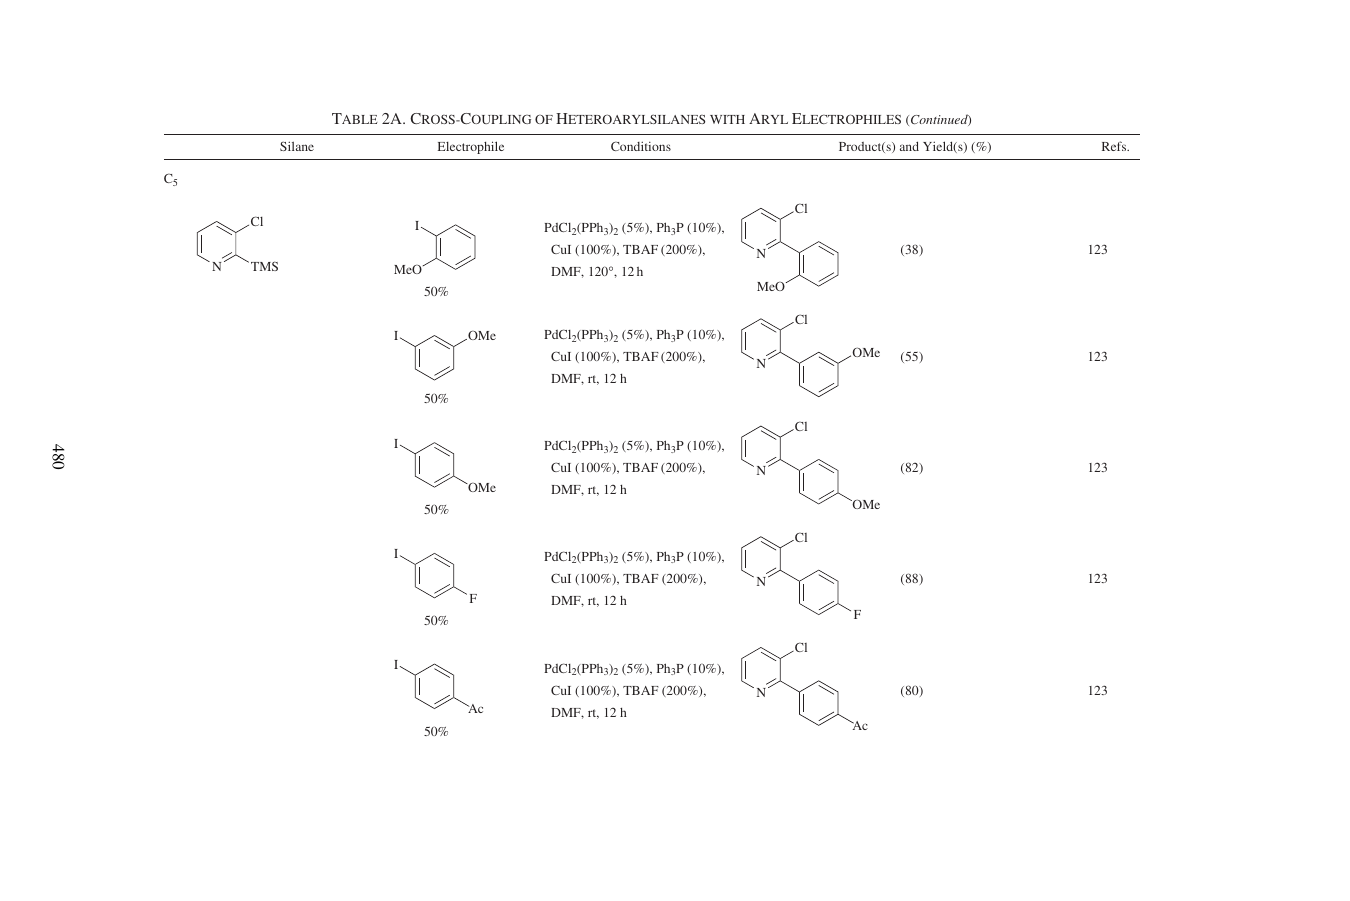 TABLE 2A. CROSS-COUPLING OF HETEROARYLSILANES WITH ARYL ELECTROPHILES (Continued)
Silane Electrophile Conditions Product(s) and Yield(s) (%) Refs.
C5
Cl
N
TMS
I
MeO
50%
PdCl2(PPh3)2 (5%), Ph3P (10%),
CuI (100%), TBAF (200%),
DMF, 120°, 12 h
Cl
N
MeO
(38)
123
I
OMe
50%
PdCl2(PPh3)2 (5%), Ph3P (10%),
CuI (100%), TBAF (200%),
DMF, rt, 12 h
Cl
N
OMe
(55)
123
I
OMe
50%
PdCl2(PPh3)2 (5%), Ph3P (10%),
CuI (100%), TBAF (200%),
DMF, rt, 12 h
Cl
N
OMe
(82)
123
I
F
50%
PdCl2(PPh3)2 (5%), Ph3P (10%),
CuI (100%), TBAF (200%),
DMF, rt, 12 h
Cl
N
F
(88)
123
I
Ac
50%
PdCl2(PPh3)2 (5%), Ph3P (10%),
CuI (100%), TBAF (200%),
DMF, rt, 12 h
Cl
N
Ac
(80)
123
480